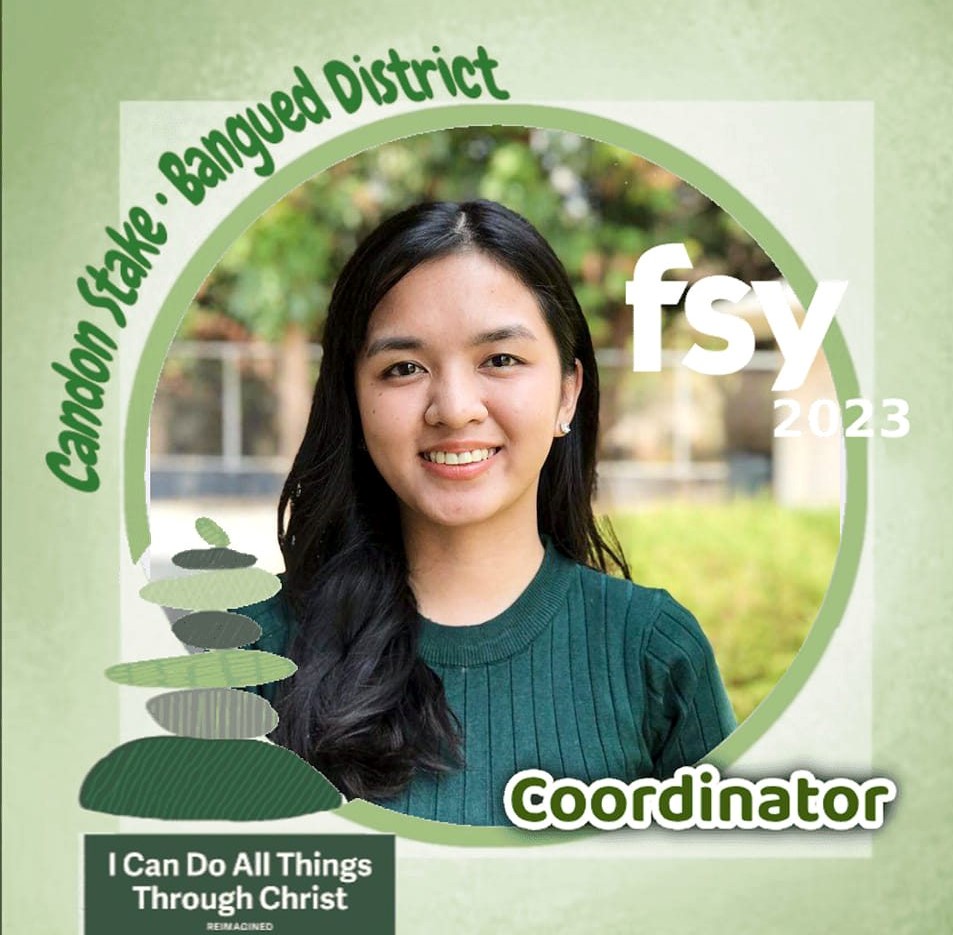 Candon Stake · Bangued District
fsy
2023
Coordinator
I Can Do All Things
Through Christ
REIMAGINED